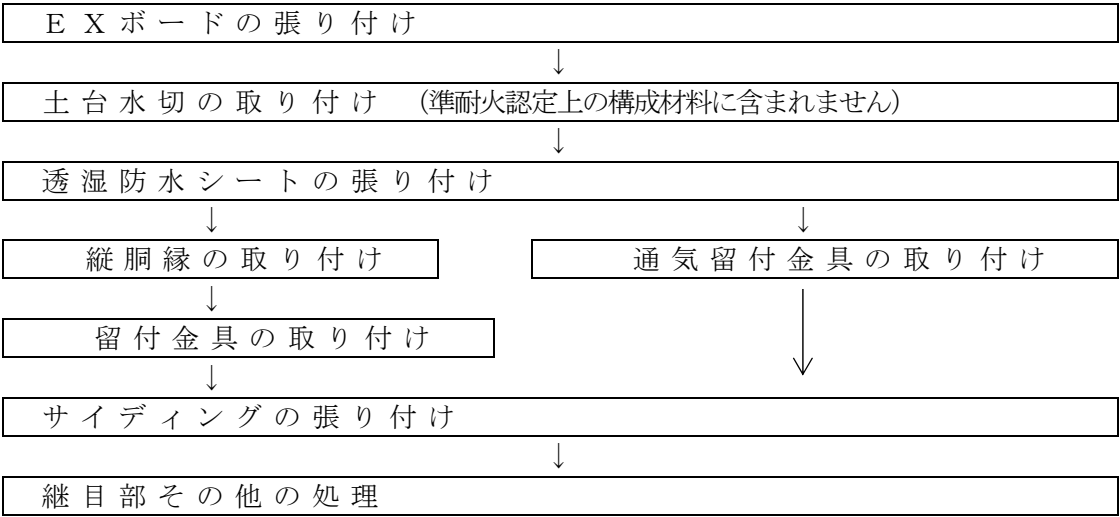 ＥＸボードの張り付け
↓
土台水切の取り付け （準耐火認定上の構成材料に含まれません）
↓
透湿防水シートの張り付け
↓ ↓
縦胴縁の取り付け 通気留付金具の取り付け
↓
留付金具の取り付け
↓
サイディングの張り付け
↓
継目部その他の処理